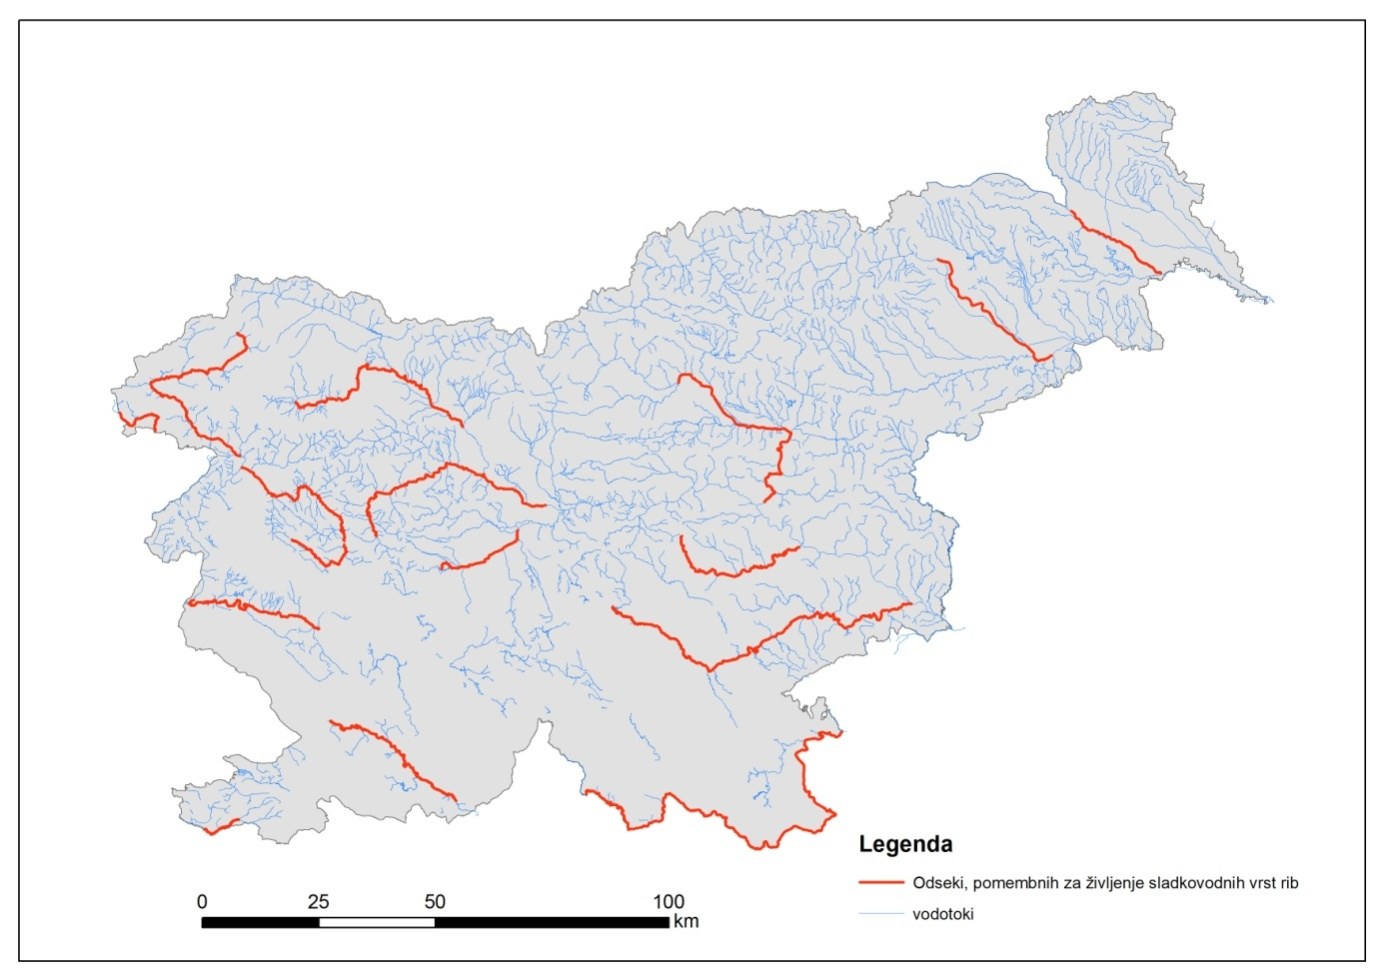 Legenda
Odseki, pomembnih za življenje sladkovodnih vrst rib
vodotoki
0 25 50 100
km